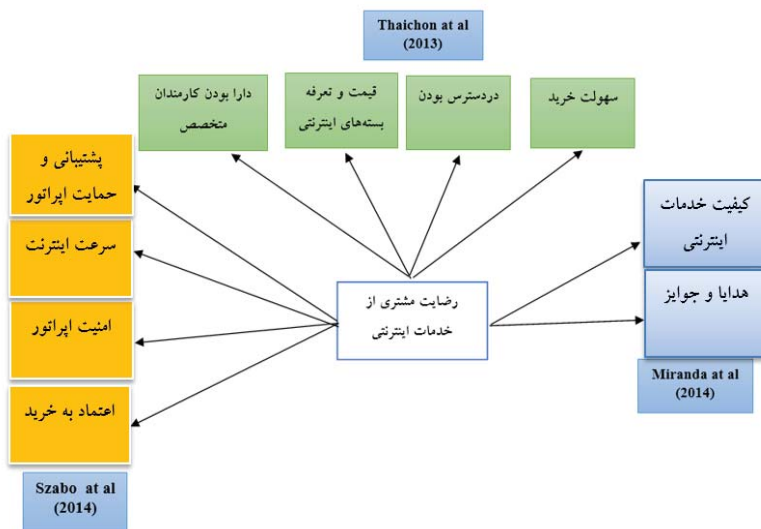 Thaichon at al
(2013)
سهولت خرید
دردسترس بودن
قیمت و تعرفه
بسته‌های اینترنتی
دارا بودن کارمندان
متخصص
پشتیبانی و
حمایت اپراتور
سرعت اینترنت
امنیت اپراتور
اعتماد به خرید
Szabo at al
(2014)
رضایت مشتری از
خدمات اینترنتی
کیفیت خدمات
اینترنتی
هدایا و جوایز
Miranda at al
(2014)